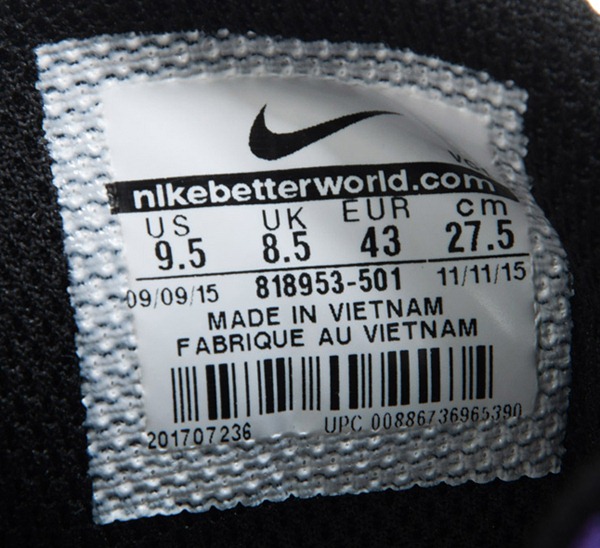 nikebetterworld.com
US UK EUR cm
9.5 8.5 43 27.5
09/09/15 818953-501 11/11/15
MADE IN VIETNAM
FABRIQUE AU VIETNAM
201707236 UPC 00886736965390